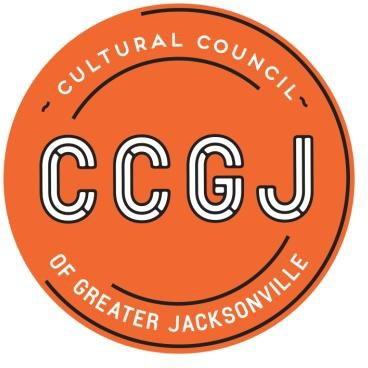 ~ CULTURAL COUNCIL ~
CCGJ
OF GREATER JACKSONVILLE